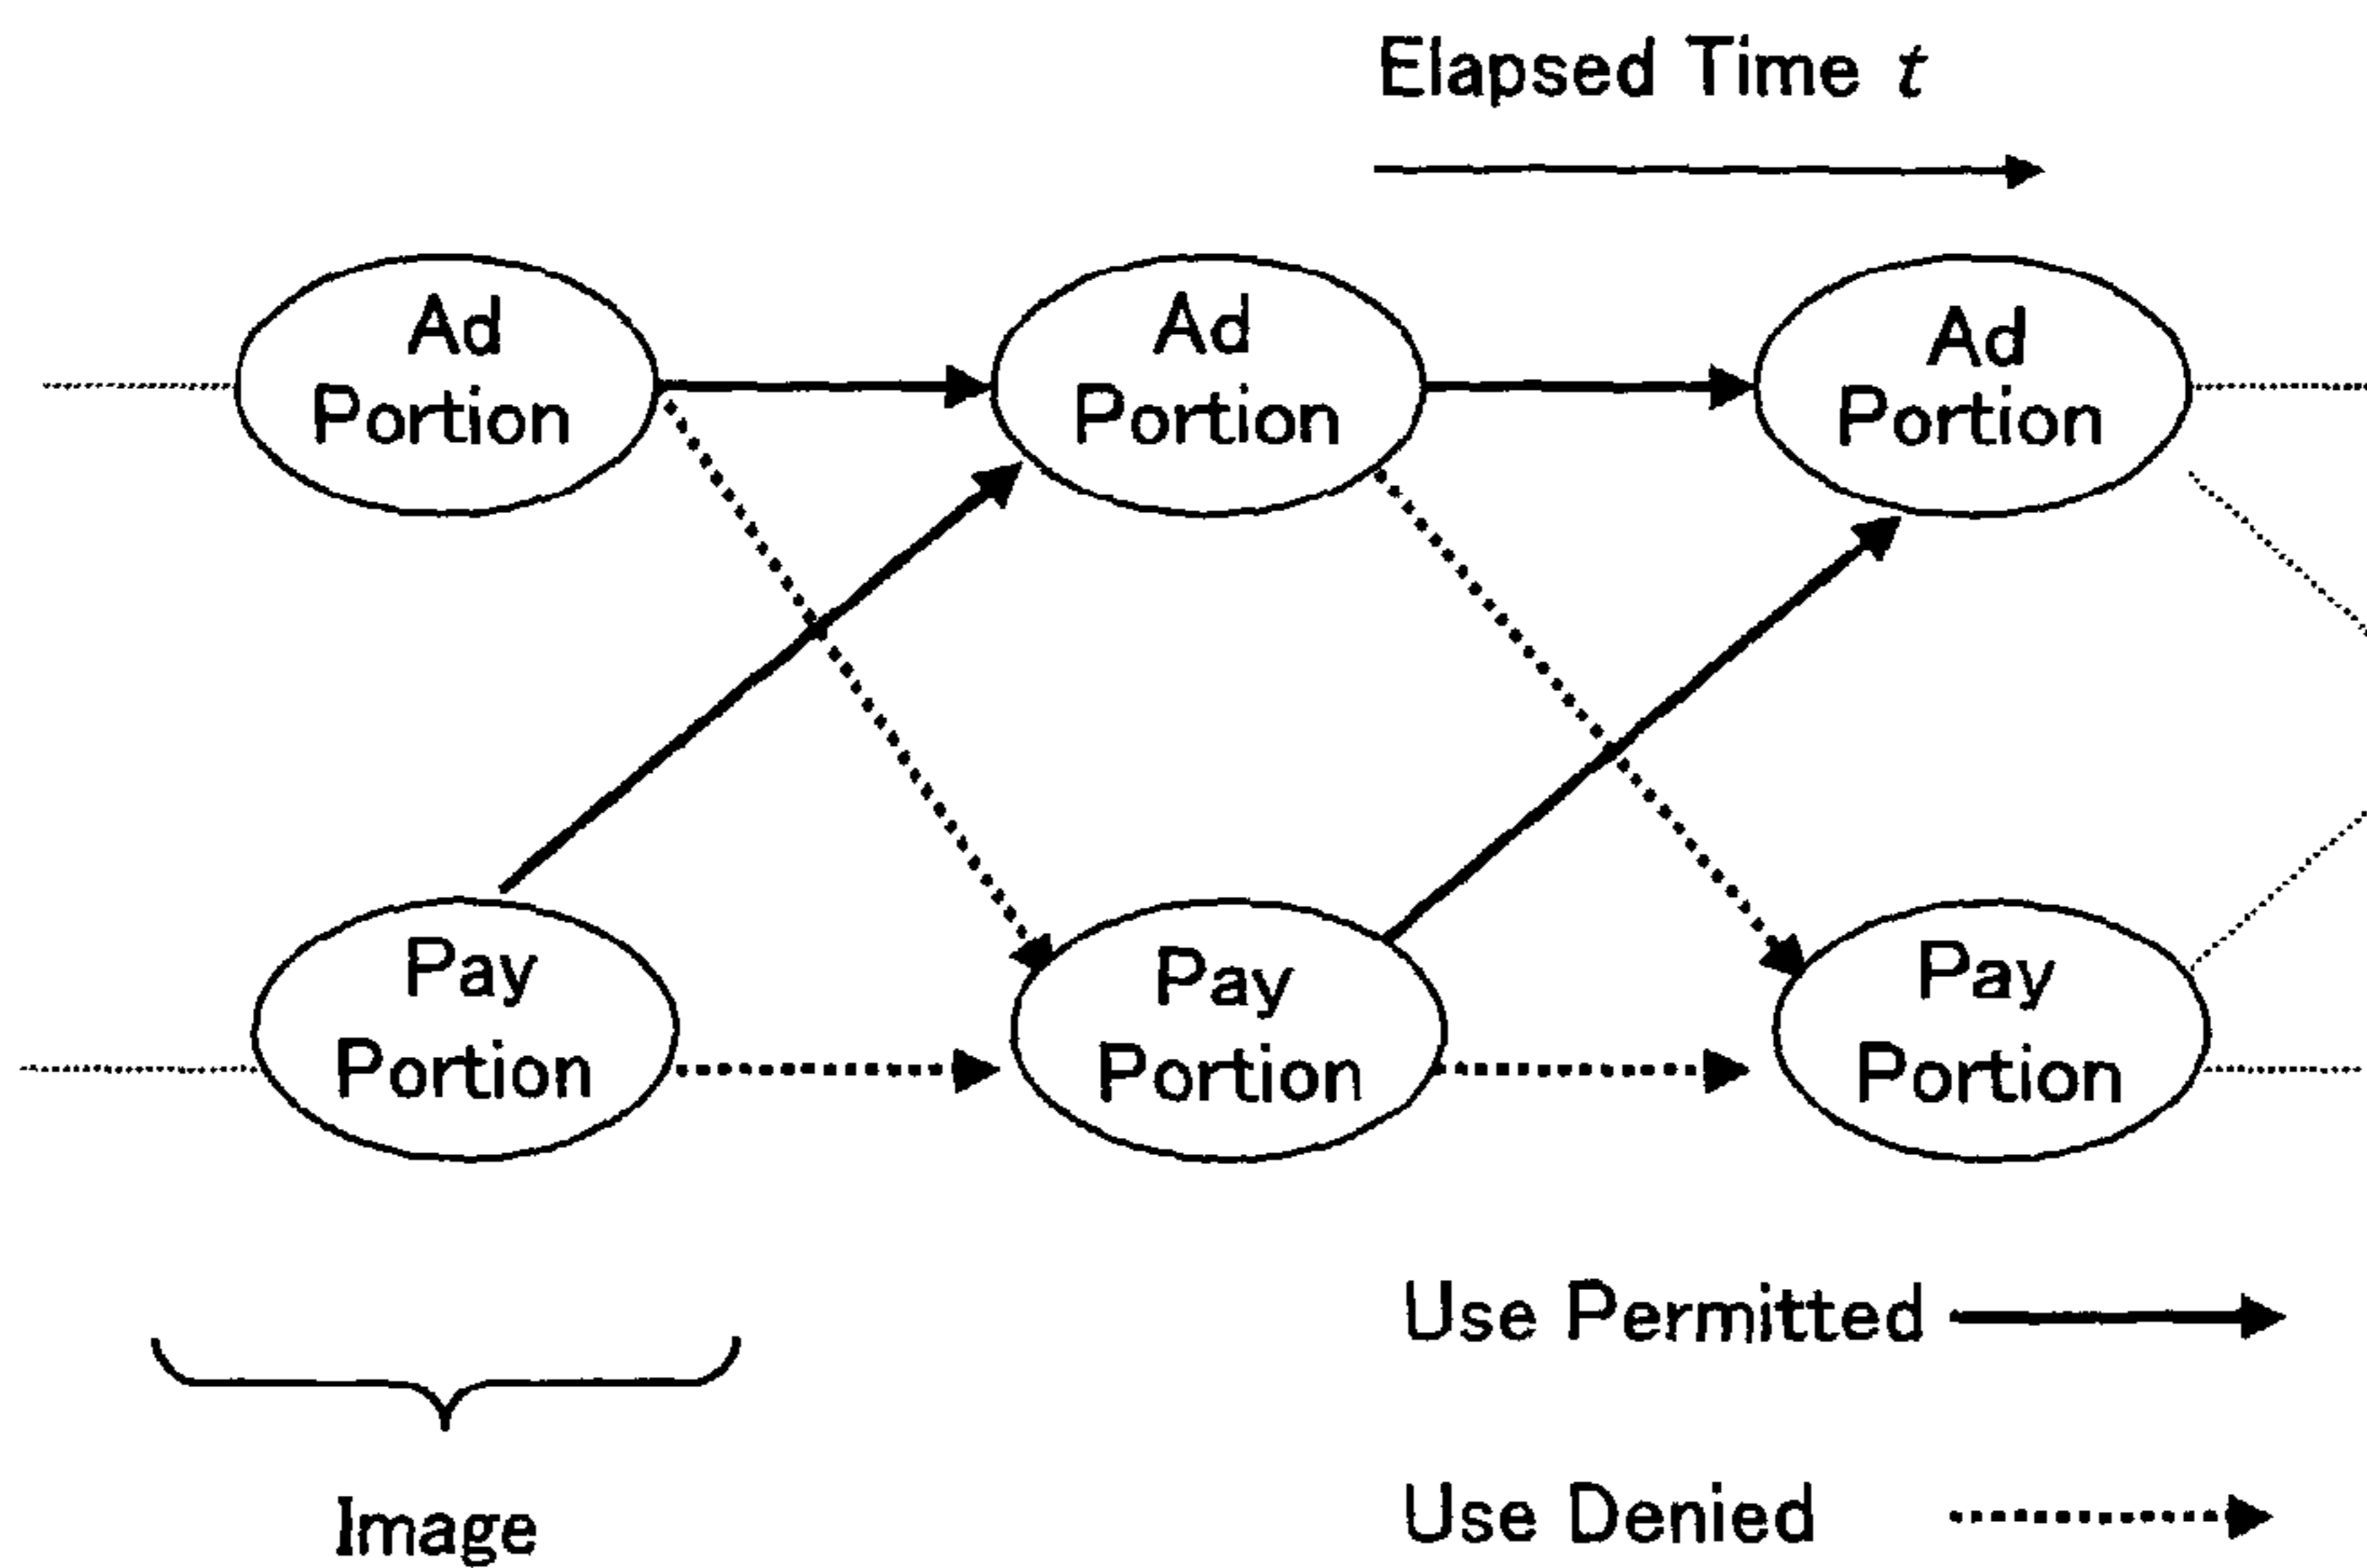 Elapsed Time t
Ad
Portion
Ad
Portion
Ad
Portion
Pay
Portion
Pay
Portion
Pay
Portion
Use Permitted
Image
Use Denied